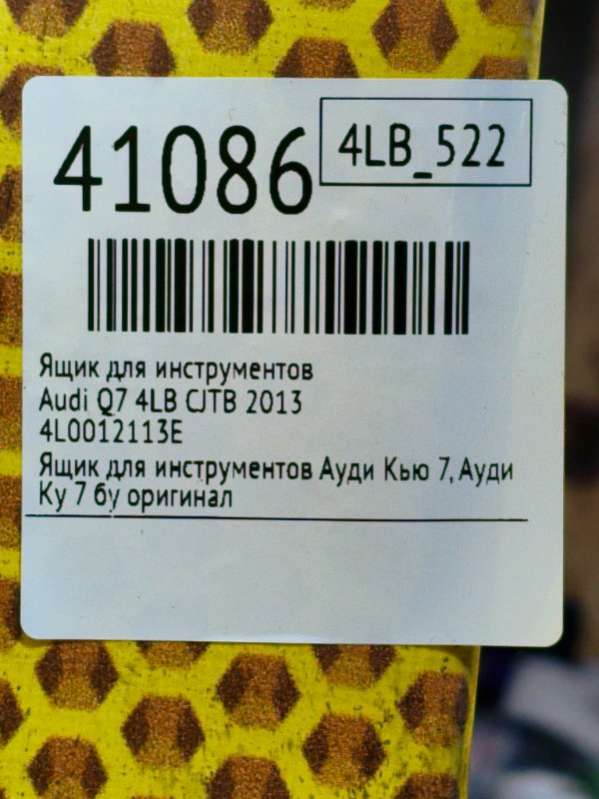 41086
4LB_522
Ящик для инструментов
Audi Q7 4LB CJTB 2013
4L0012113E
Ящик для инструментов Ауди Кью 7, Ауди
Ку 7 бу оригинал